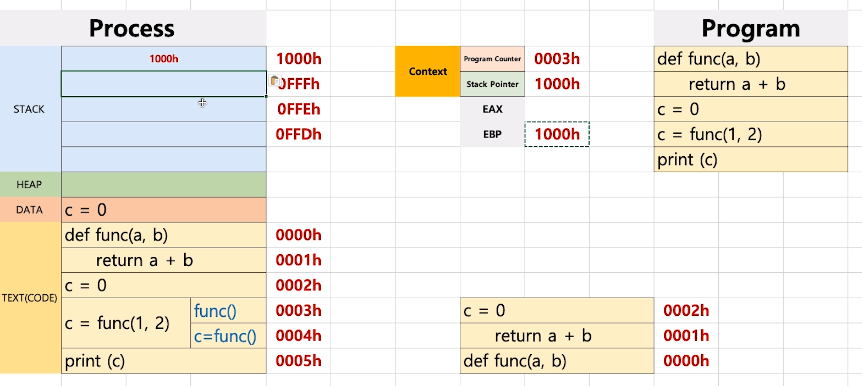 Process
Program
1000h
1000h
Context
Program Counter
0003h
def func(a, b)
0FFFh
Stack Pointer
1000h
return a + b
STACK
0FFEh
EAX
c = 0
0FFDh
EBP
1000h
c = func(1, 2)
print (c)
HEAP
DATA
c = 0
def func(a, b)
0000h
return a + b
0001h
TEXT(CODE)
c = 0
0002h
c = func(1, 2)
func()
0003h
c = 0
0002h
c=func()
0004h
return a + b
0001h
print (c)
0005h
def func(a, b)
0000h